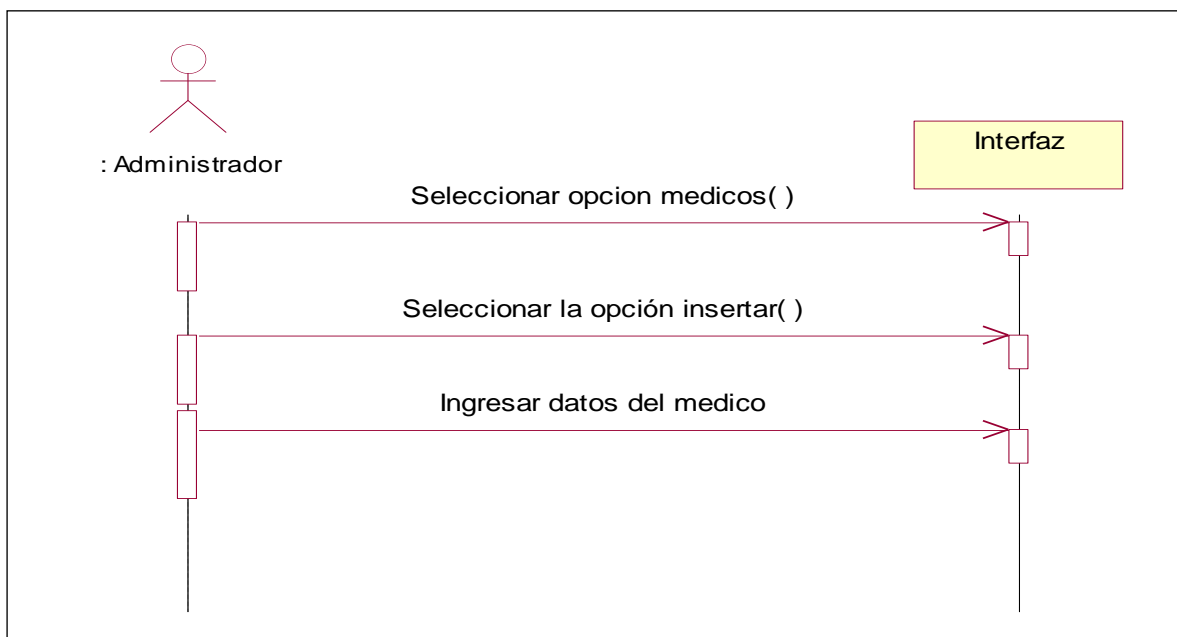 : Administrador
Interfaz
Seleccionar opcion medicos( )
Seleccionar la opción insertar( )
Ingresar datos del medico